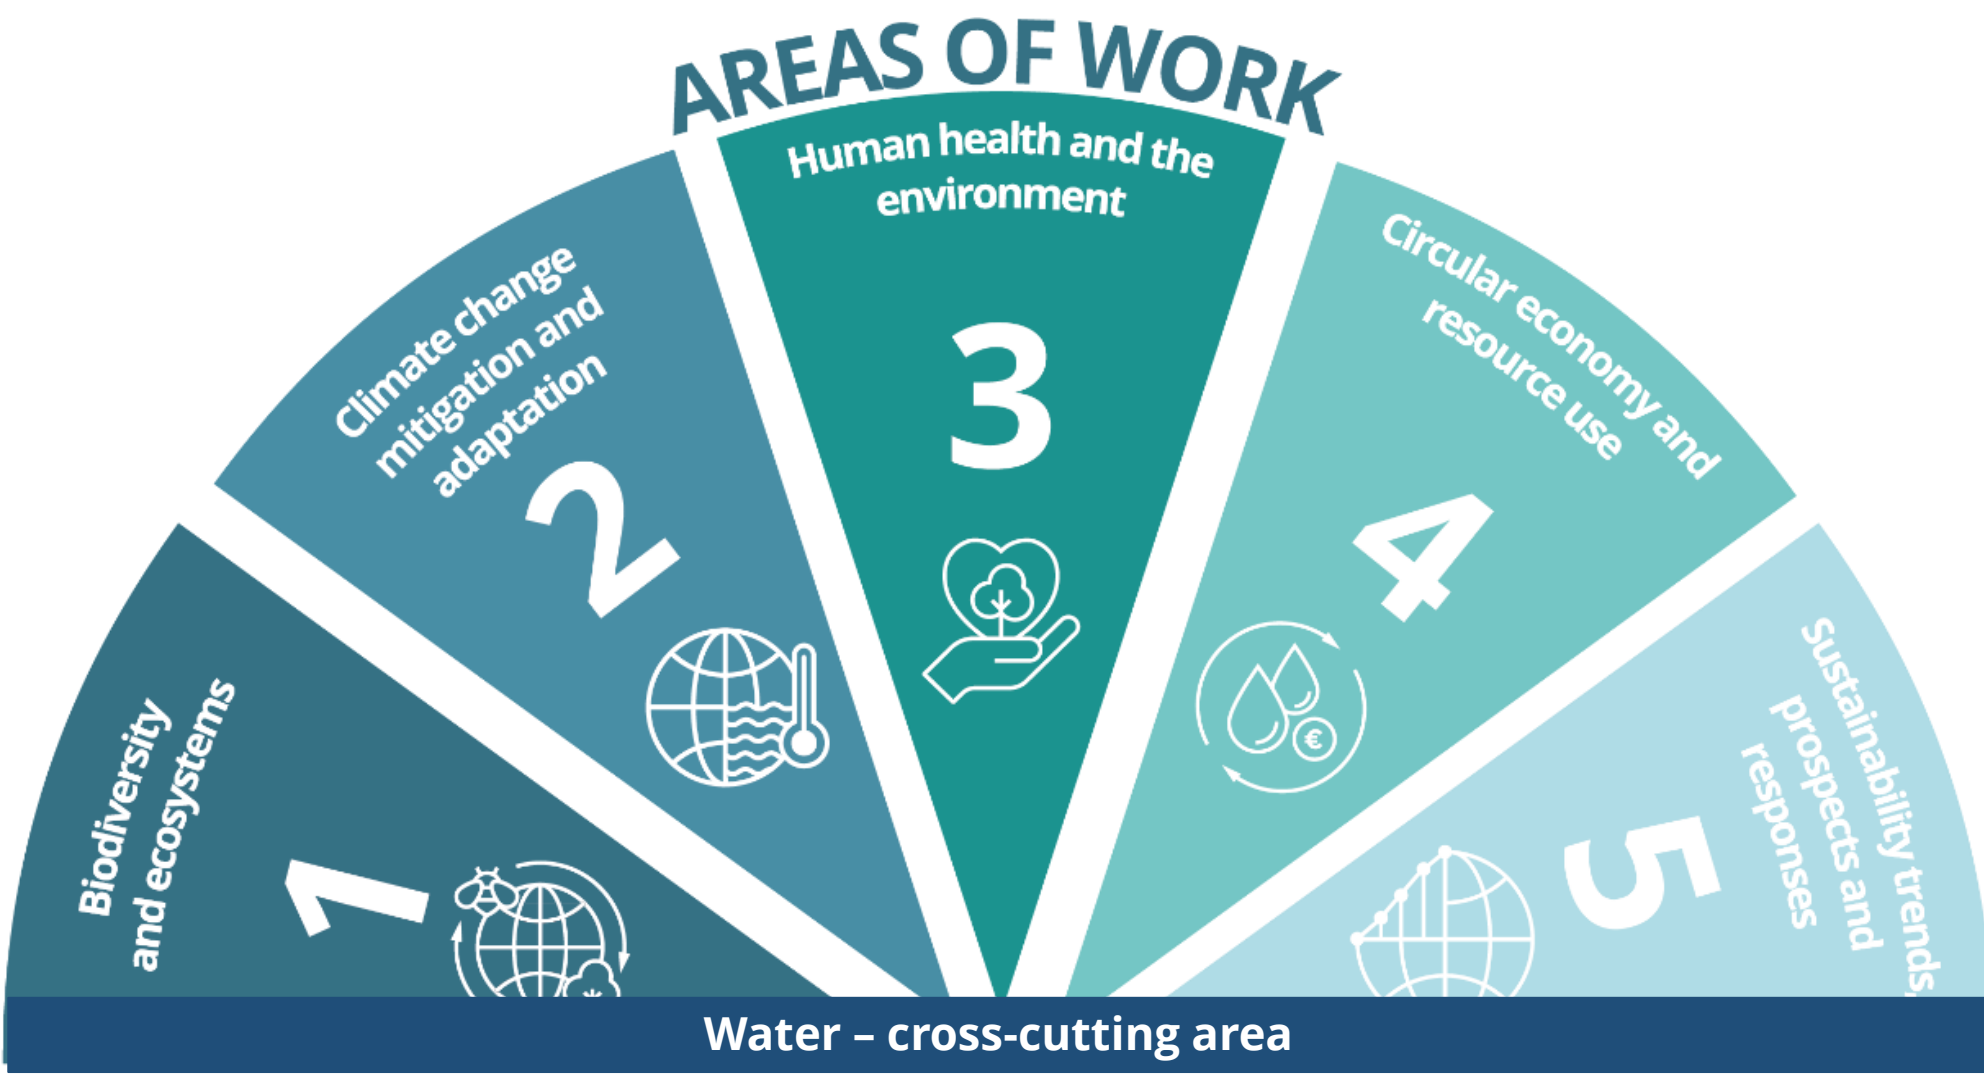 AREAS OF WORK
Biodiversity
and ecosystems
1
Climate change
mitigation and
adaptation
2
Human health and the
environment
3
Circular economy and
resource use
4
€
Sustainability trends,
prospects and
responses
5
Water – cross-cutting area